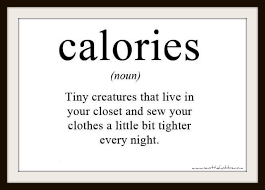 calories
(noun)
Tiny creatures that live in
your closet and sew your
clothes a little bit tighter
every night.